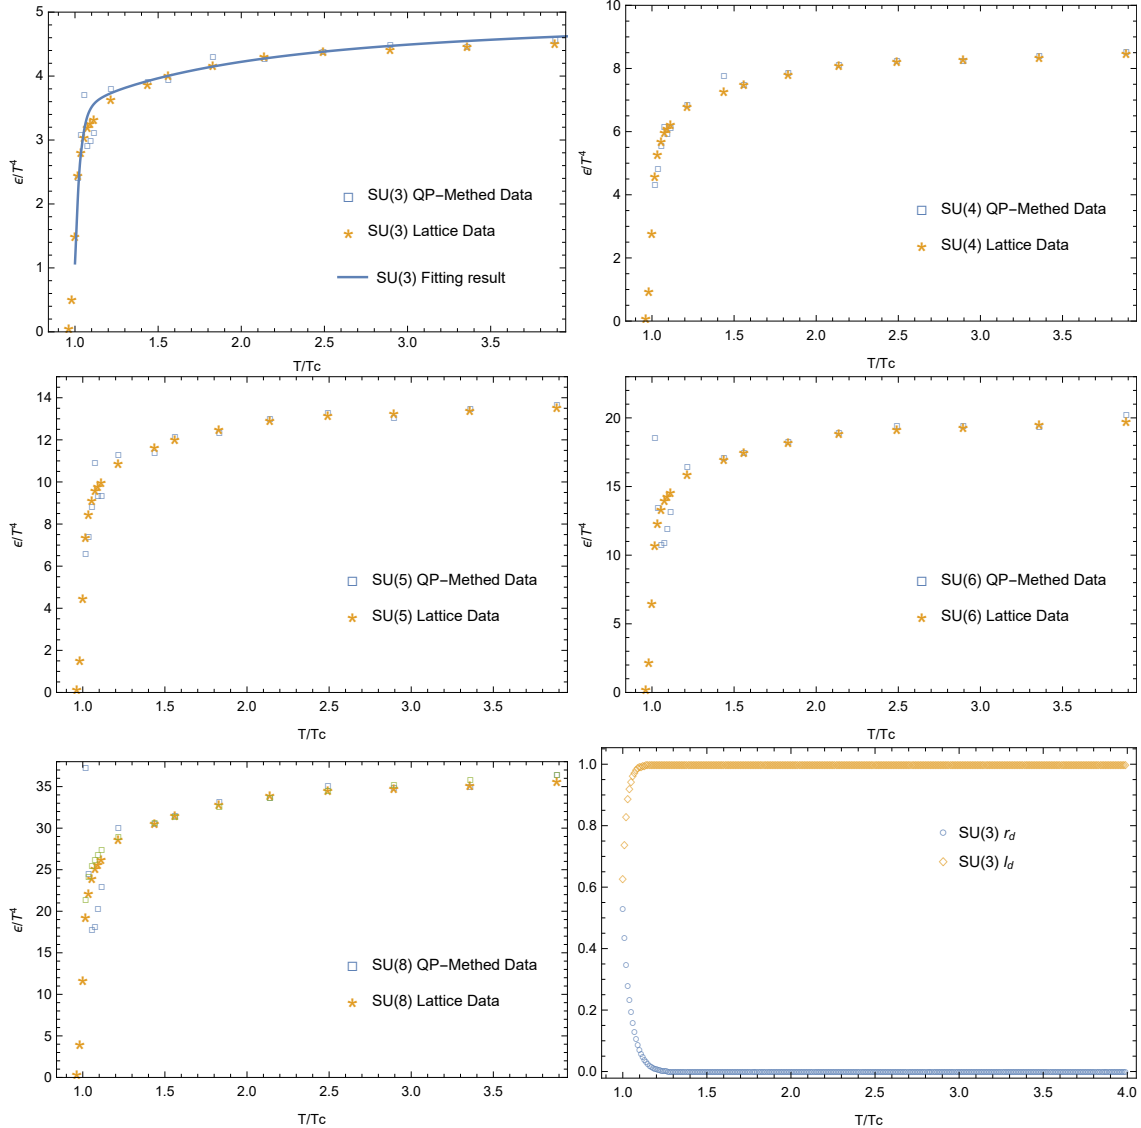 5
4
3
2
1
0
ϵ/T⁴
SU(3) QP−Methed Data
SU(3) Lattice Data
SU(3) Fitting result
1.0 1.5 2.0 2.5 3.0 3.5
T/Tc
10
8
6
4
2
0
ϵ/T⁴
SU(4) QP−Methed Data
SU(4) Lattice Data
1.0 1.5 2.0 2.5 3.0 3.5
T/Tc
14
12
10
8
6
4
2
0
ϵ/T⁴
SU(5) QP−Methed Data
SU(5) Lattice Data
1.0 1.5 2.0 2.5 3.0 3.5
T/Tc
20
15
10
5
0
ϵ/T⁴
SU(6) QP−Methed Data
SU(6) Lattice Data
1.0 1.5 2.0 2.5 3.0 3.5
T/Tc
35
30
25
20
15
10
5
0
ϵ/T⁴
SU(8) QP−Methed Data
SU(8) Lattice Data
1.0 1.5 2.0 2.5 3.0 3.5
T/Tc
1.0
0.8
0.6
0.4
0.2
0.0
SU(3) r_d
SU(3) l_d
1.0 1.5 2.0 2.5 3.0 3.5 4.0
T/Tc